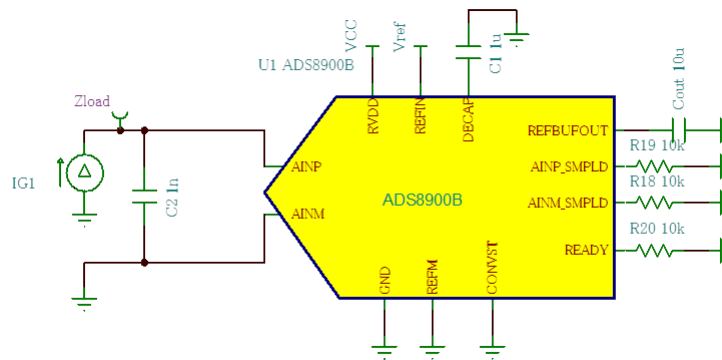 VCC
Vref
C1 1u
U1 ADS8900B
Cout 10u
Zload
RVDD
REFIN
DECAP
REFBUFOUT
R19 10k
AINP
AINP_SMPLD
IG1
C2 1n
R18 10k
ADS8900B
AINM_SMPLD
AINM
R20 10k
READY
GND
REFM
CONVST